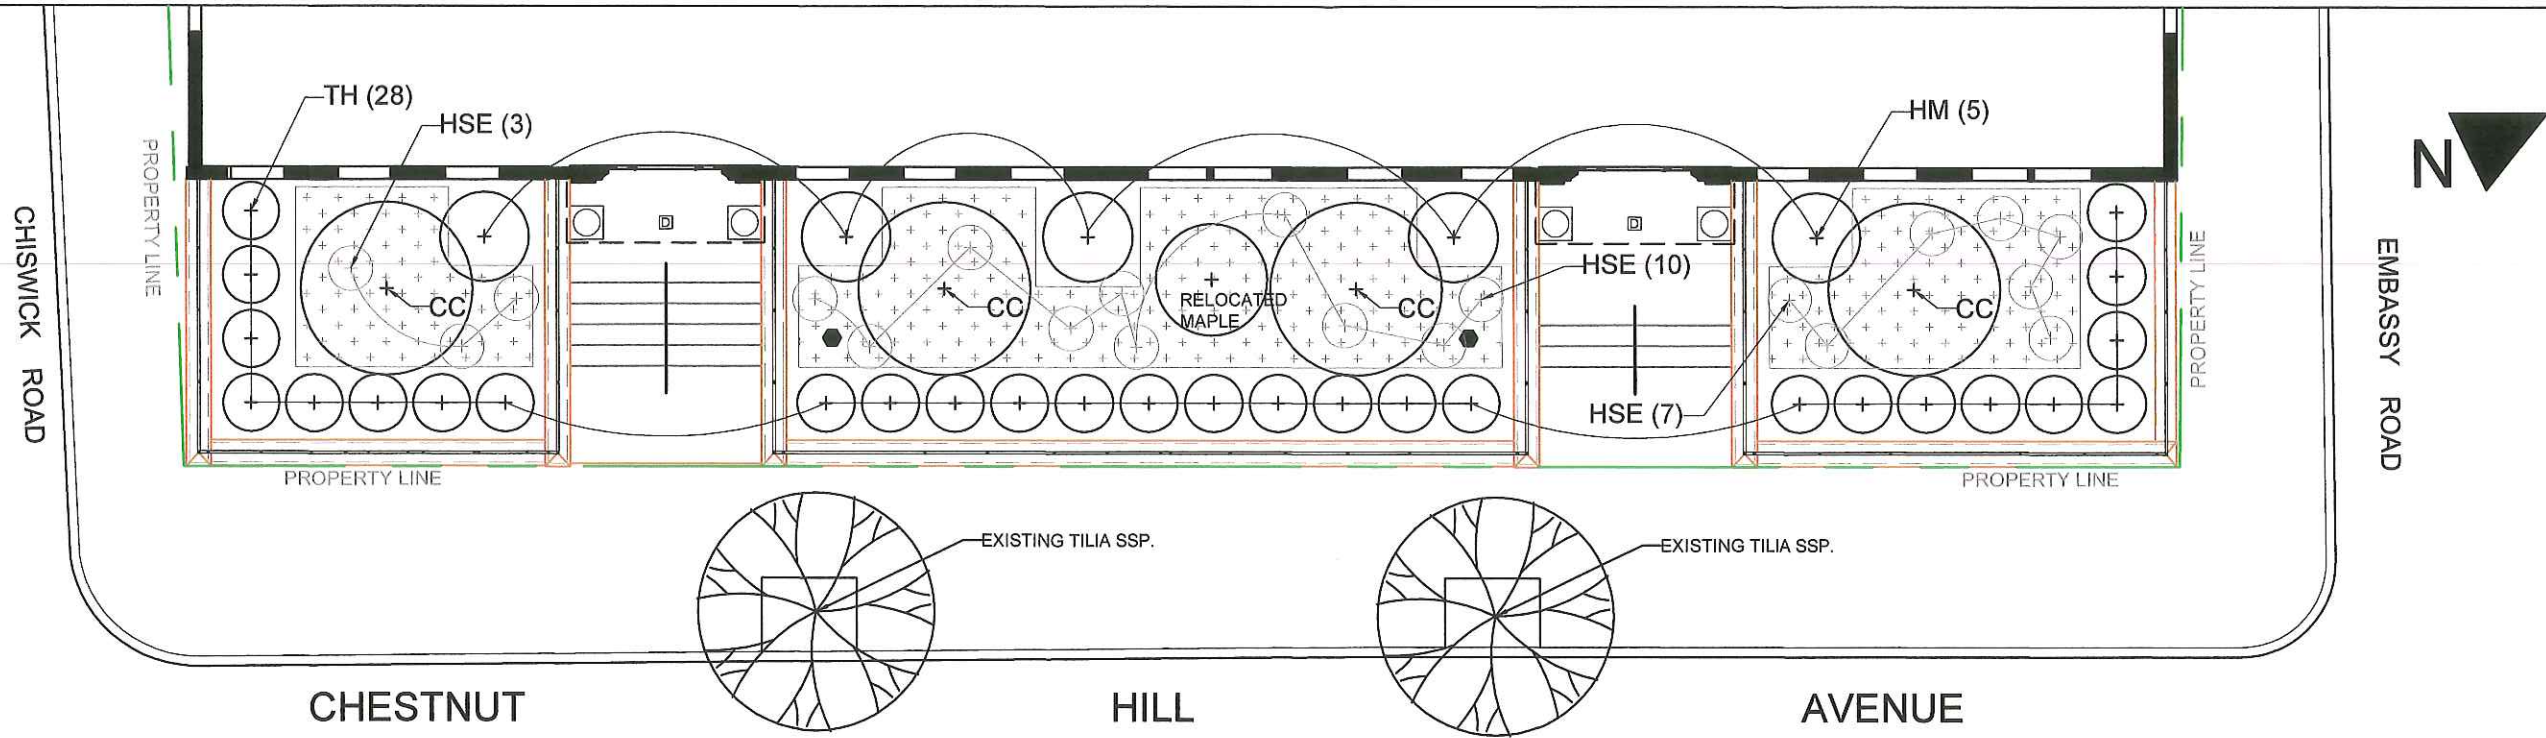 TH (28)
HSE (3)
HM (5)
N
PROPERTY LINE
CHISWICK ROAD
D
D
CC
CC
RELOCATED
MAPLE
CC
HSE (10)
CC
HSE (7)
PROPERTY LINE
EMBASSY ROAD
PROPERTY LINE
PROPERTY LINE
EXISTING TILIA SSP.
EXISTING TILIA SSP.
CHESTNUT HILL AVENUE